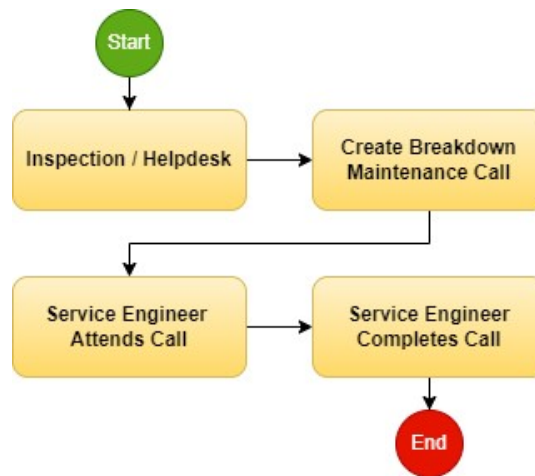 Start
Inspection / Helpdesk
Create Breakdown
Maintenance Call
Service Engineer
Attends Call
Service Engineer
Completes Call
End